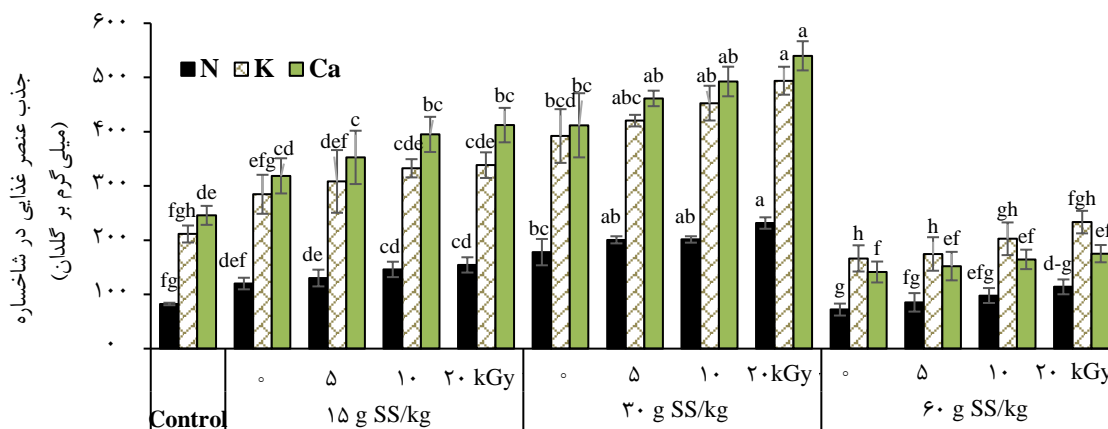 جذب عنصر غذایی در شاخساره
(میلی‌گرم بر گلدان)
۶۰۰
۵۰۰
۴۰۰
۳۰۰
۲۰۰
۱۰۰
۰
N K Ca
fg fgh de
def efg cd
de def c
cd cde bc
cd cde bc
bc bcd bc
ab abc ab
ab ab ab
a a a
g h f
fg h ef
efg gh ef
d-g fgh ef
۰ ۵ ۱۰ ۲۰ kGy ۰ ۵ ۱۰ ۲۰kGy ۰ ۵ ۱۰ ۲۰ kGy
Control ۱۵ g SS/kg ۳۰ g SS/kg ۶۰ g SS/kg